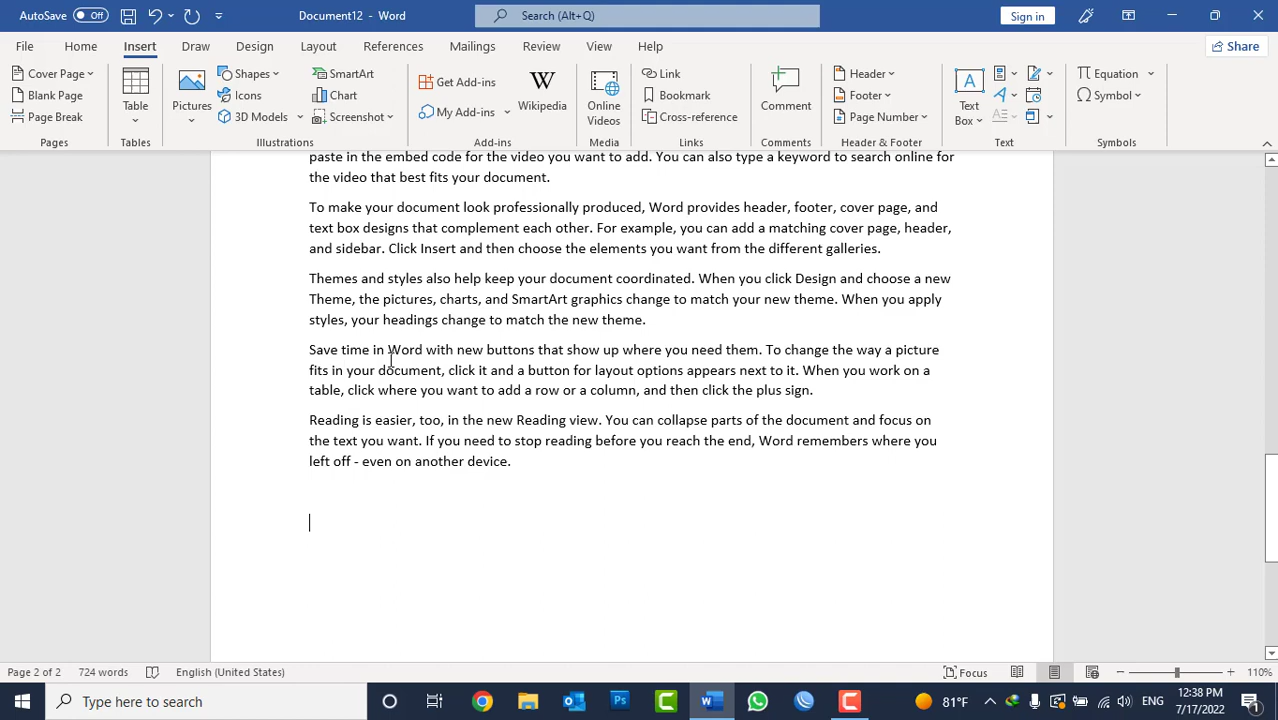 AutoSave Off Document12 - Word Search (Alt+Q) Sign in
File Home Insert Draw Design Layout References Mailings Review View Help Share
Cover Page
Blank Page
Page Break
Pages
Table
Tables
Pictures
Shapes
Icons
3D Models
SmartArt
Chart
Screenshot
Illustrations
Get Add-ins
My Add-ins
W
Wikipedia
Add-ins
Online
Videos
Media
Link
Bookmark
Cross-reference
Links
Comment
Comments
Header
Footer
Page Number
Header & Footer
Text
Box
Text
Equation
Symbol
Symbols
paste in the embed code for the video you want to add. You can also type a keyword to search online for
the video that best fits your document.
To make your document look professionally produced, Word provides header, footer, cover page, and
text box designs that complement each other. For example, you can add a matching cover page, header,
and sidebar. Click Insert and then choose the elements you want from the different galleries.
Themes and styles also help keep your document coordinated. When you click Design and choose a new
Theme, the pictures, charts, and SmartArt graphics change to match your new theme. When you apply
styles, your headings change to match the new theme.
Save time in Word with new buttons that show up where you need them. To change the way a picture
fits in your document, click it and a button for layout options appears next to it. When you work on a
table, click where you want to add a row or a column, and then click the plus sign.
Reading is easier, too, in the new Reading view. You can collapse parts of the document and focus on
the text you want. If you need to stop reading before you reach the end, Word remembers where you
left off - even on another device.
Page 2 of 2 724 words English (United States) Focus 110%
Type here to search 81°F ENG 12:38 PM
7/17/2022